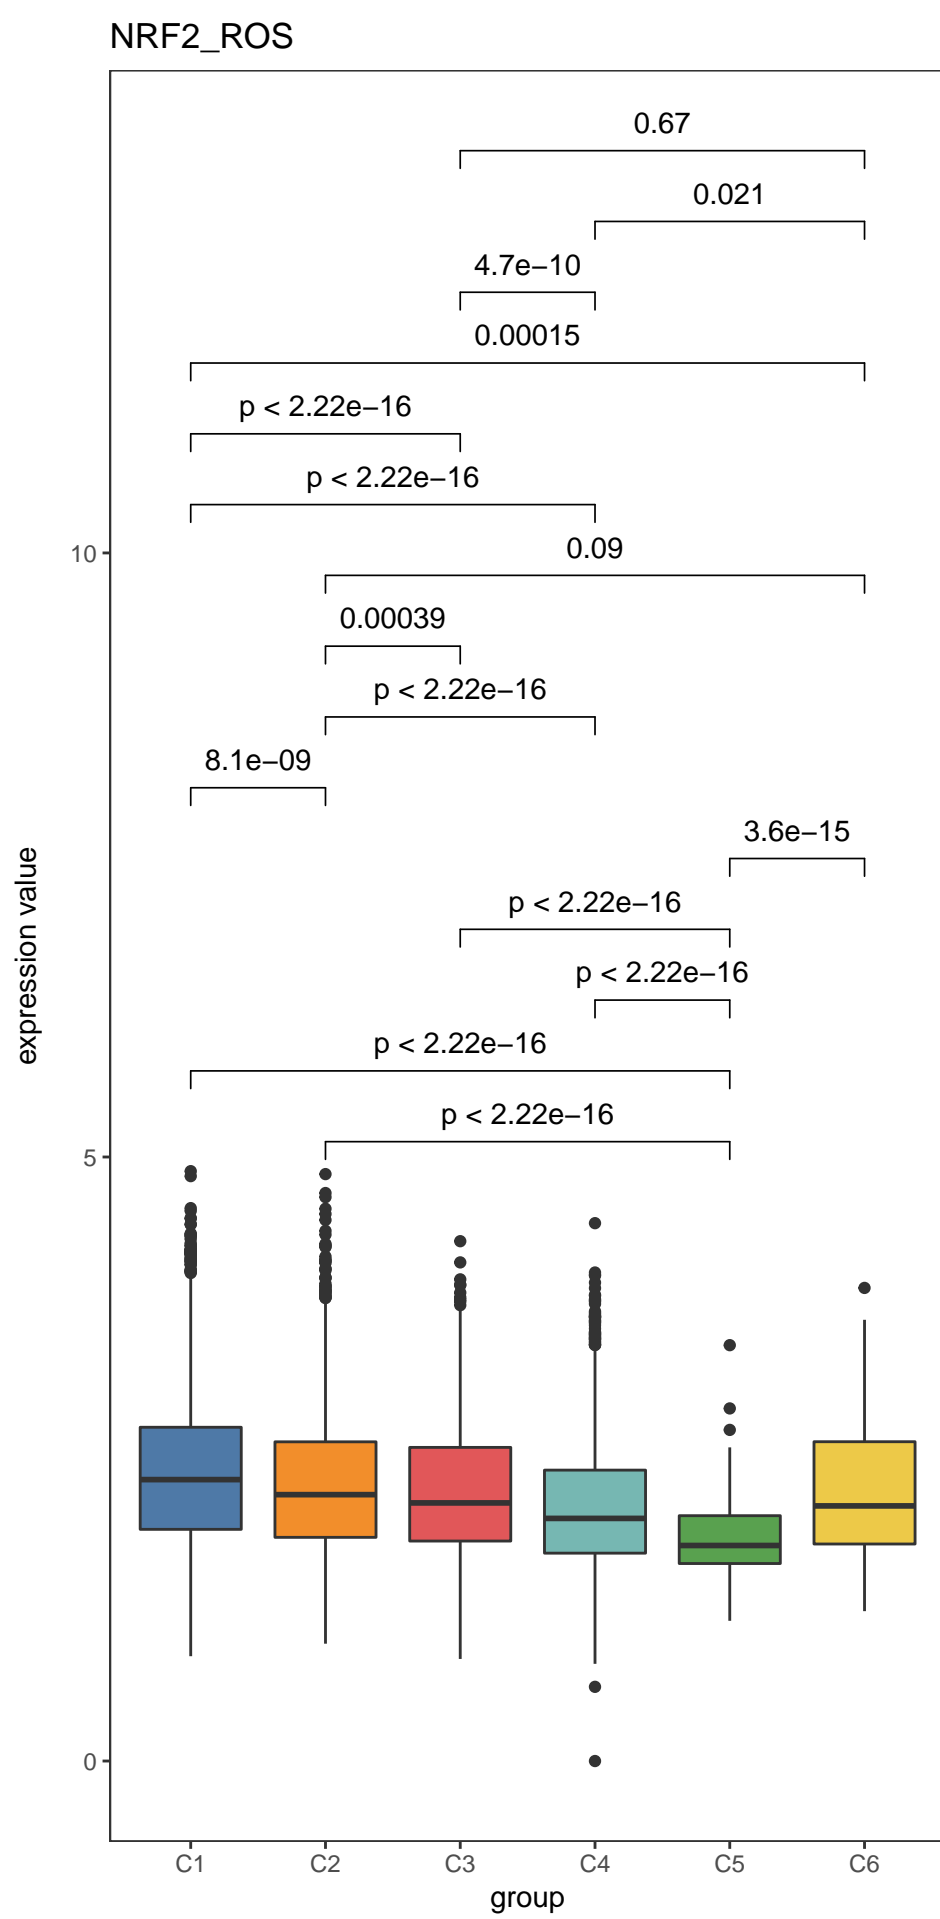 NRF2_ROS
0.67
0.021
4.7e−10
0.00015
p < 2.22e−16
p < 2.22e−16
10
0.09
0.00039
p < 2.22e−16
8.1e−09
3.6e−15
expression value
p < 2.22e−16
p < 2.22e−16
p < 2.22e−16
p < 2.22e−16
5
0
C1 C2 C3 C4 C5 C6
group